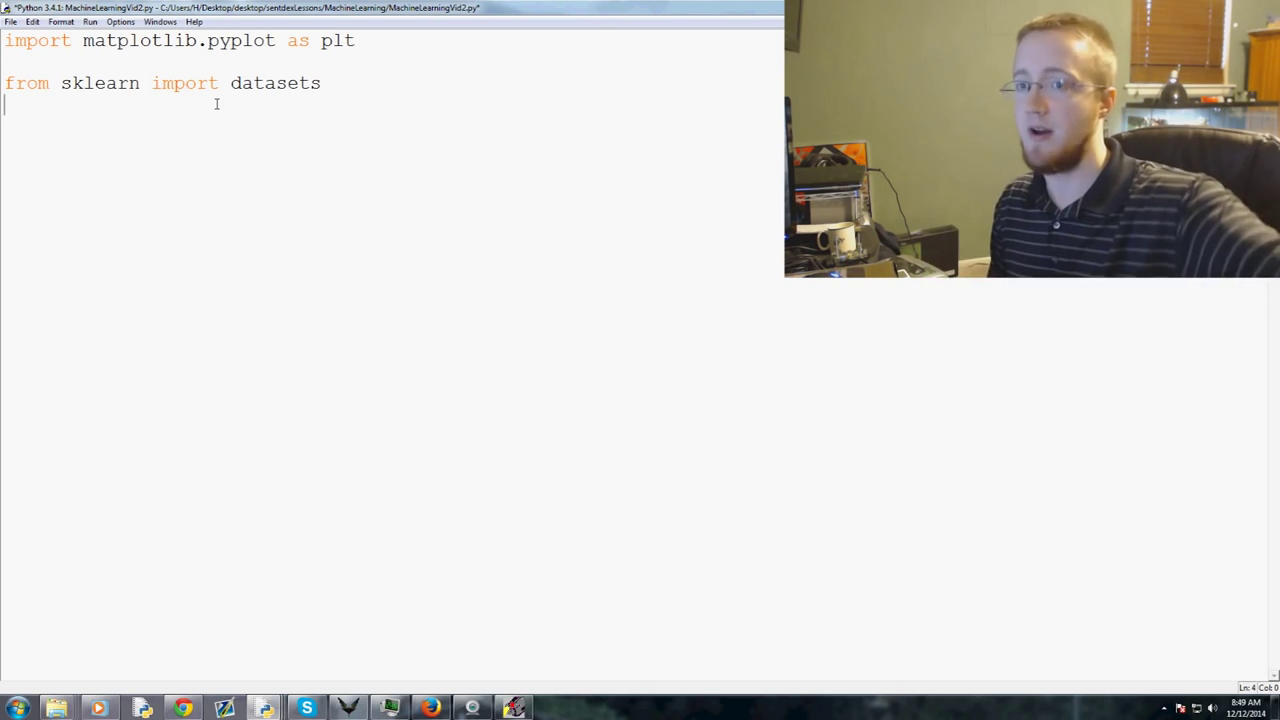 *Python 3.4.1: MachineLearningVid2.py - C:/Users/H/Desktop/desktop/sentdexLessons/MachineLearning/MachineLearningVid2.py*
File Edit Format Run Options Windows Help
import matplotlib.pyplot as plt
from sklearn import datasets
Ln: 4 Col: 0
8:49 AM
12/12/2014